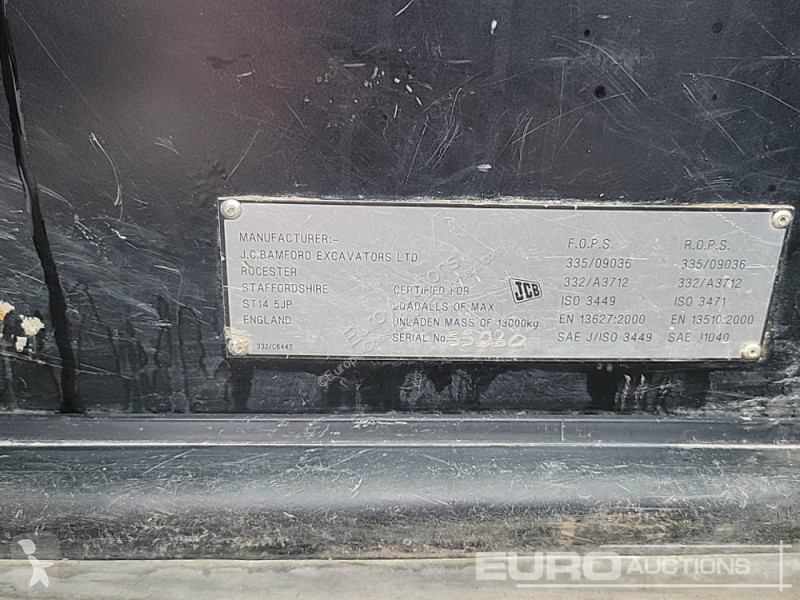 MANUFACTURER:-
J.C.BAMFORD EXCAVATORS LTD
ROCESTER
STAFFORDSHIRE
ST14 5JP
ENGLAND
332/C6442
CERTIFIED FOR
LOADALLS OF MAX.
UNLADEN MASS OF 13000kg
SERIAL No.
JCB
F.O.P.S.
335/09036
332/A3712
ISO 3449
EN 13627:2000
SAE J/ISO 3449
R.O.P.S.
335/09036
332/A3712
ISO 3471
EN 13510:2000
SAE J1040
EURO AUCTIONS